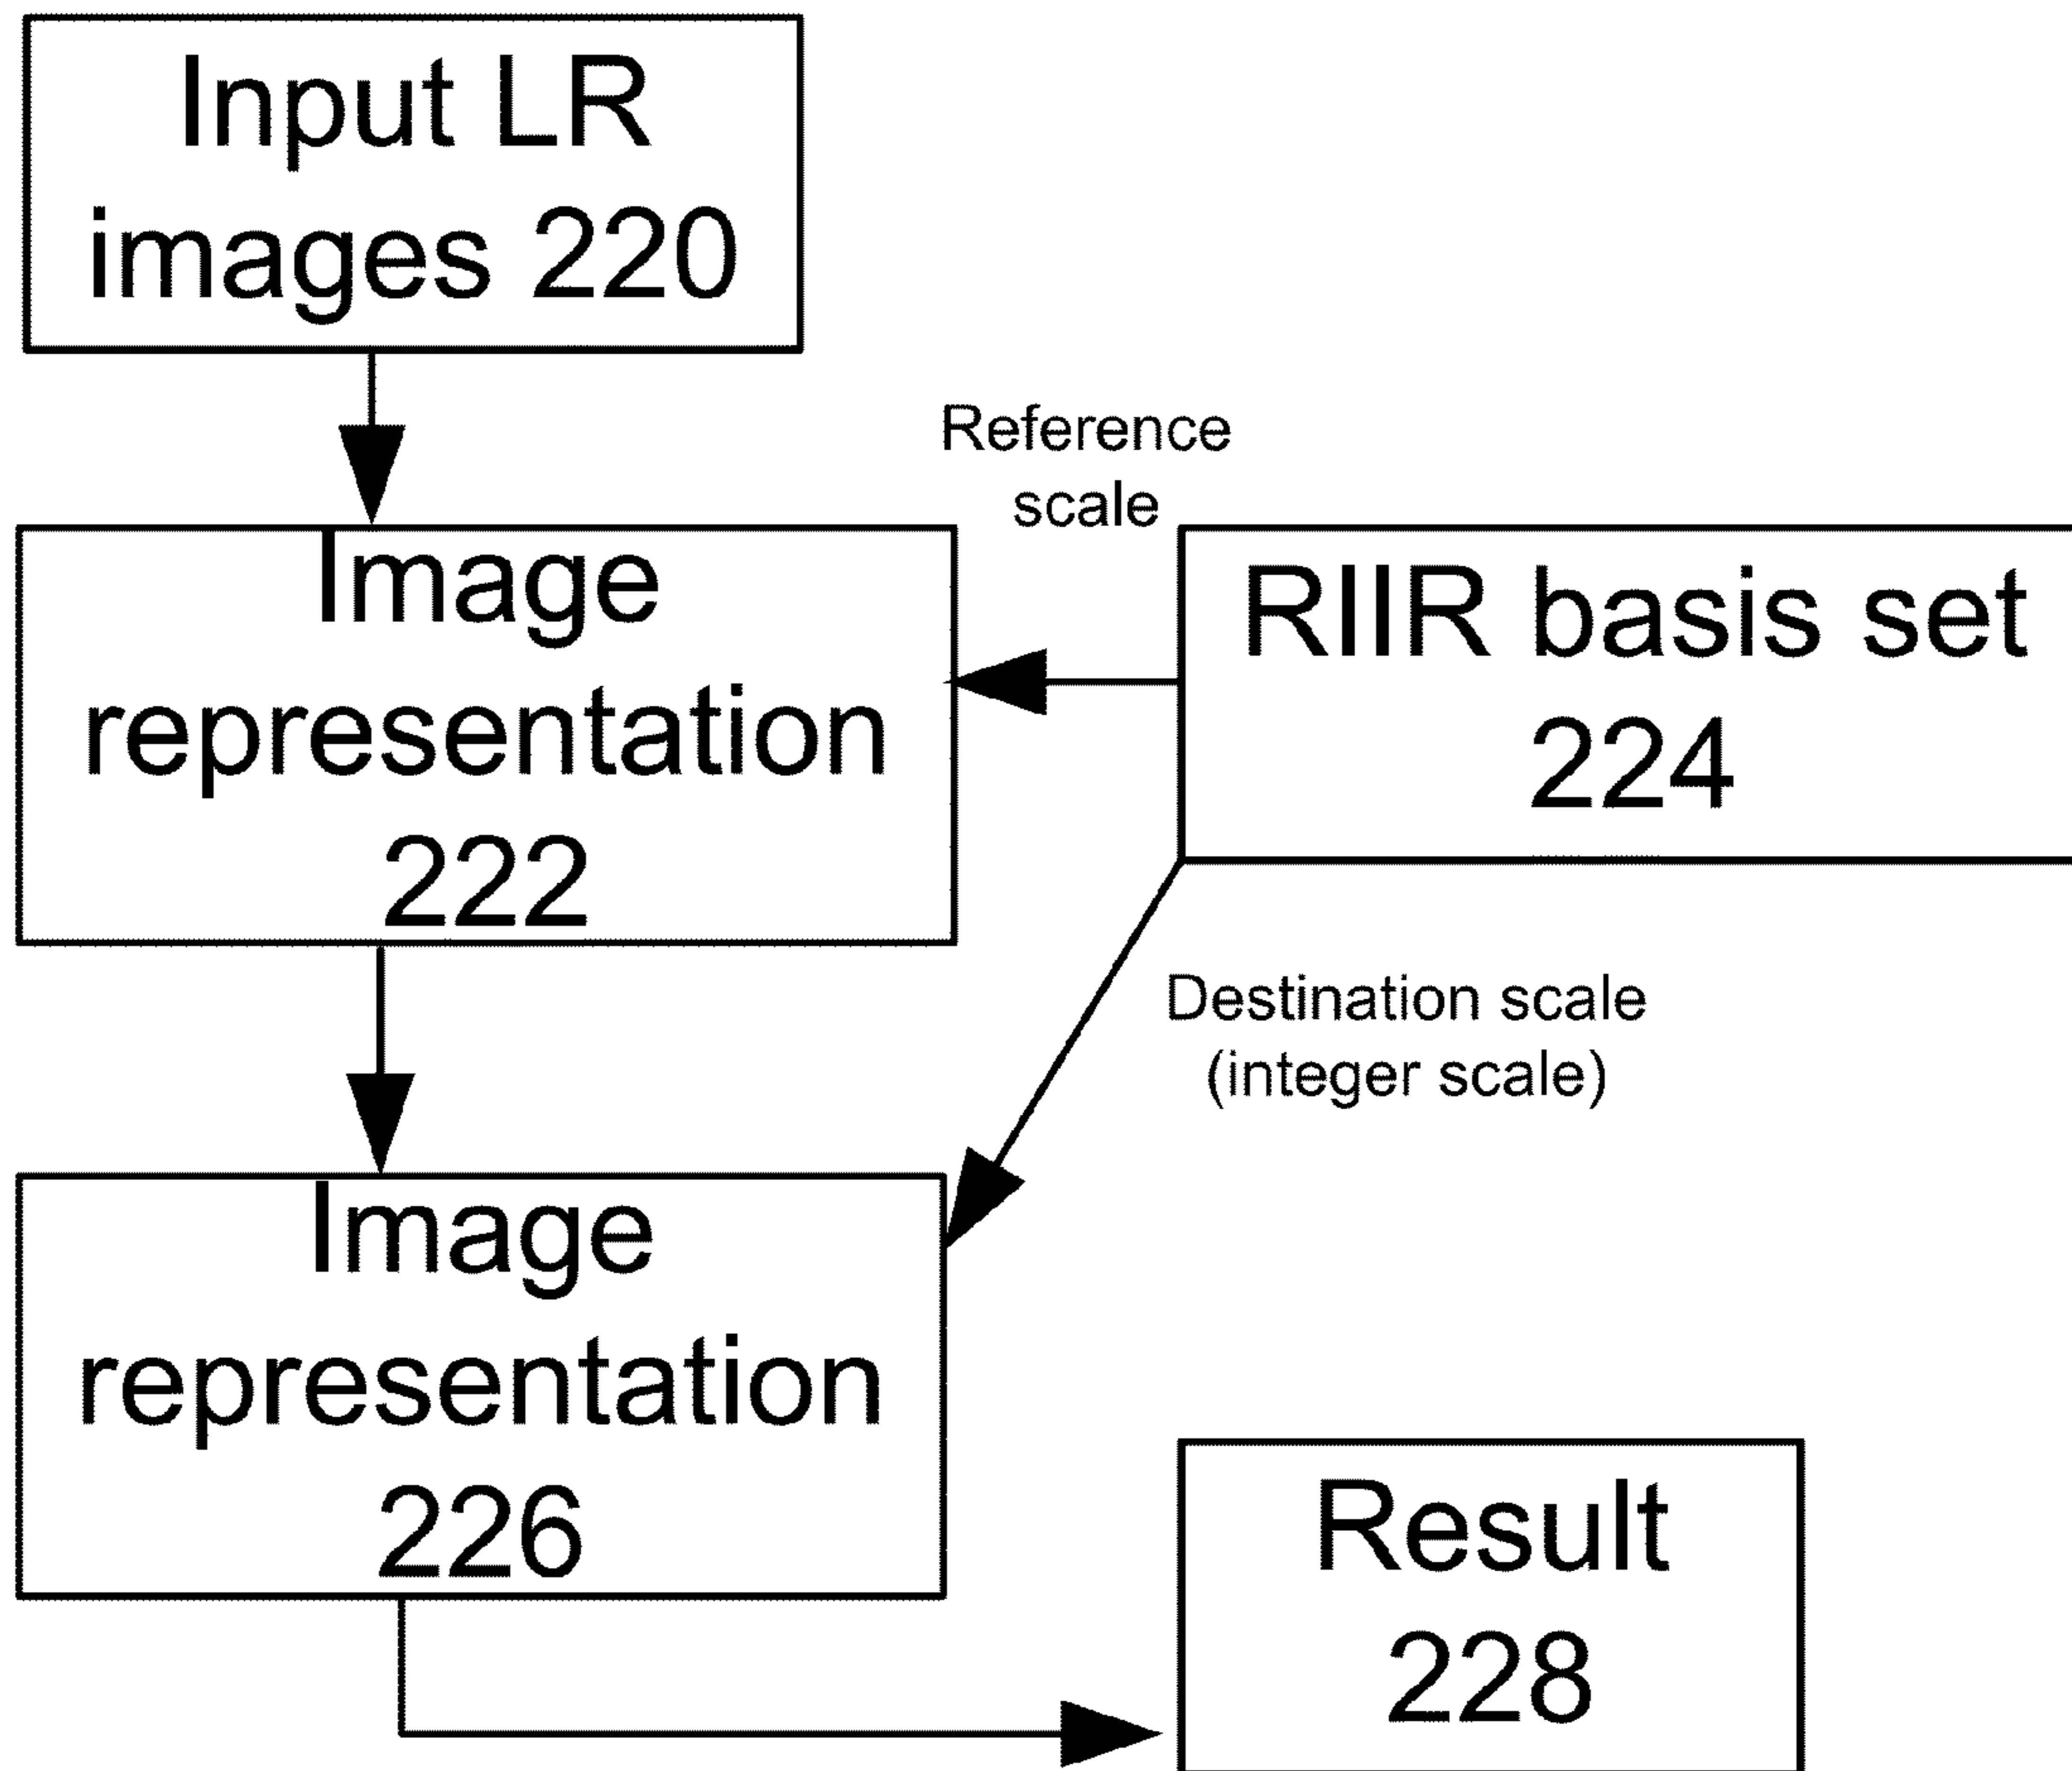 Input LR
images 220
Reference
scale
Image
representation
222
RIIR basis set
224
Destination scale
(integer scale)
Image
representation
226
Result
228